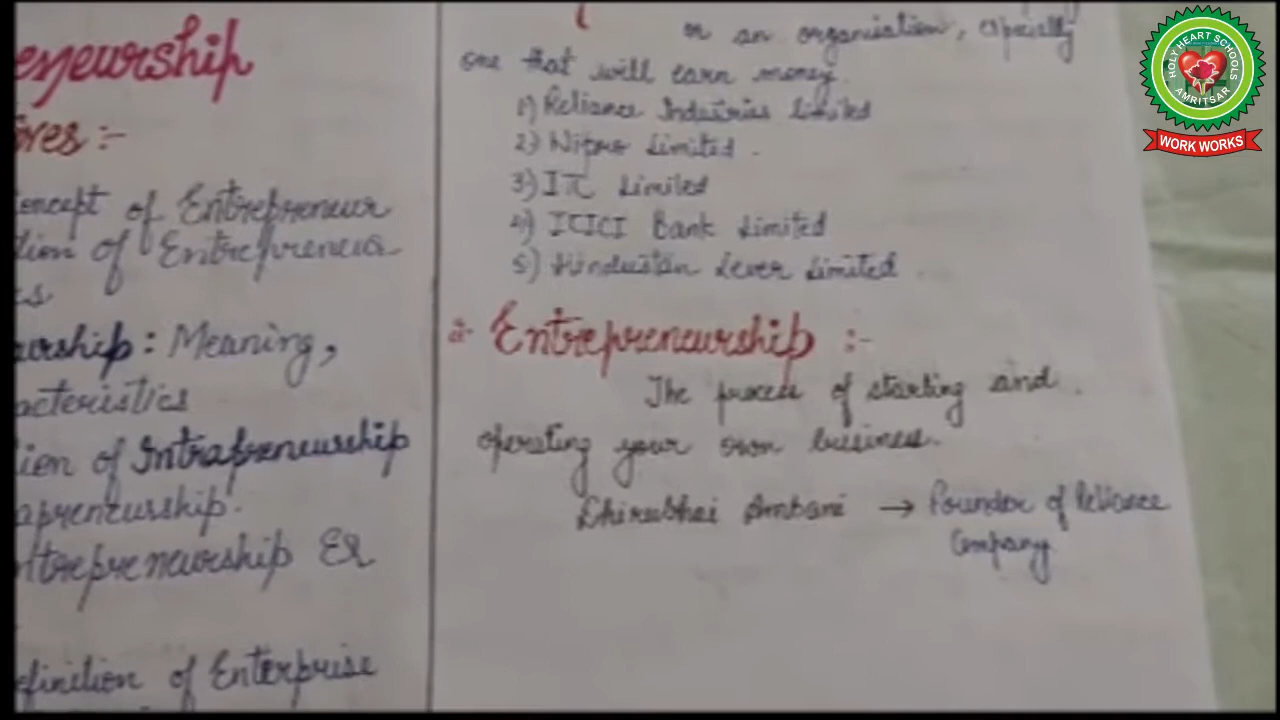 eneurship
ives :-
oncept of Entrepreneur
tion of Entrepreneu
es
urship : Meaning,
acteristics
tion of Intrapreneurship
apreneurship.
ntrepreneurship
efinition of Enterprise
or an organisation, especially
one that will earn money.
1) Reliance Industries Limited
2) Wipro Limited.
3) ITC Limited
4) ICICI Bank Limited
5) Hindustan Lever Limited
Entrepreneurship :-
The process of starting and
operating your own business.
Dhirubhai Ambani → Founder of Reliance
Company
HOLY HEART SCHOOLS
AMRITSAR
WORK WORKS